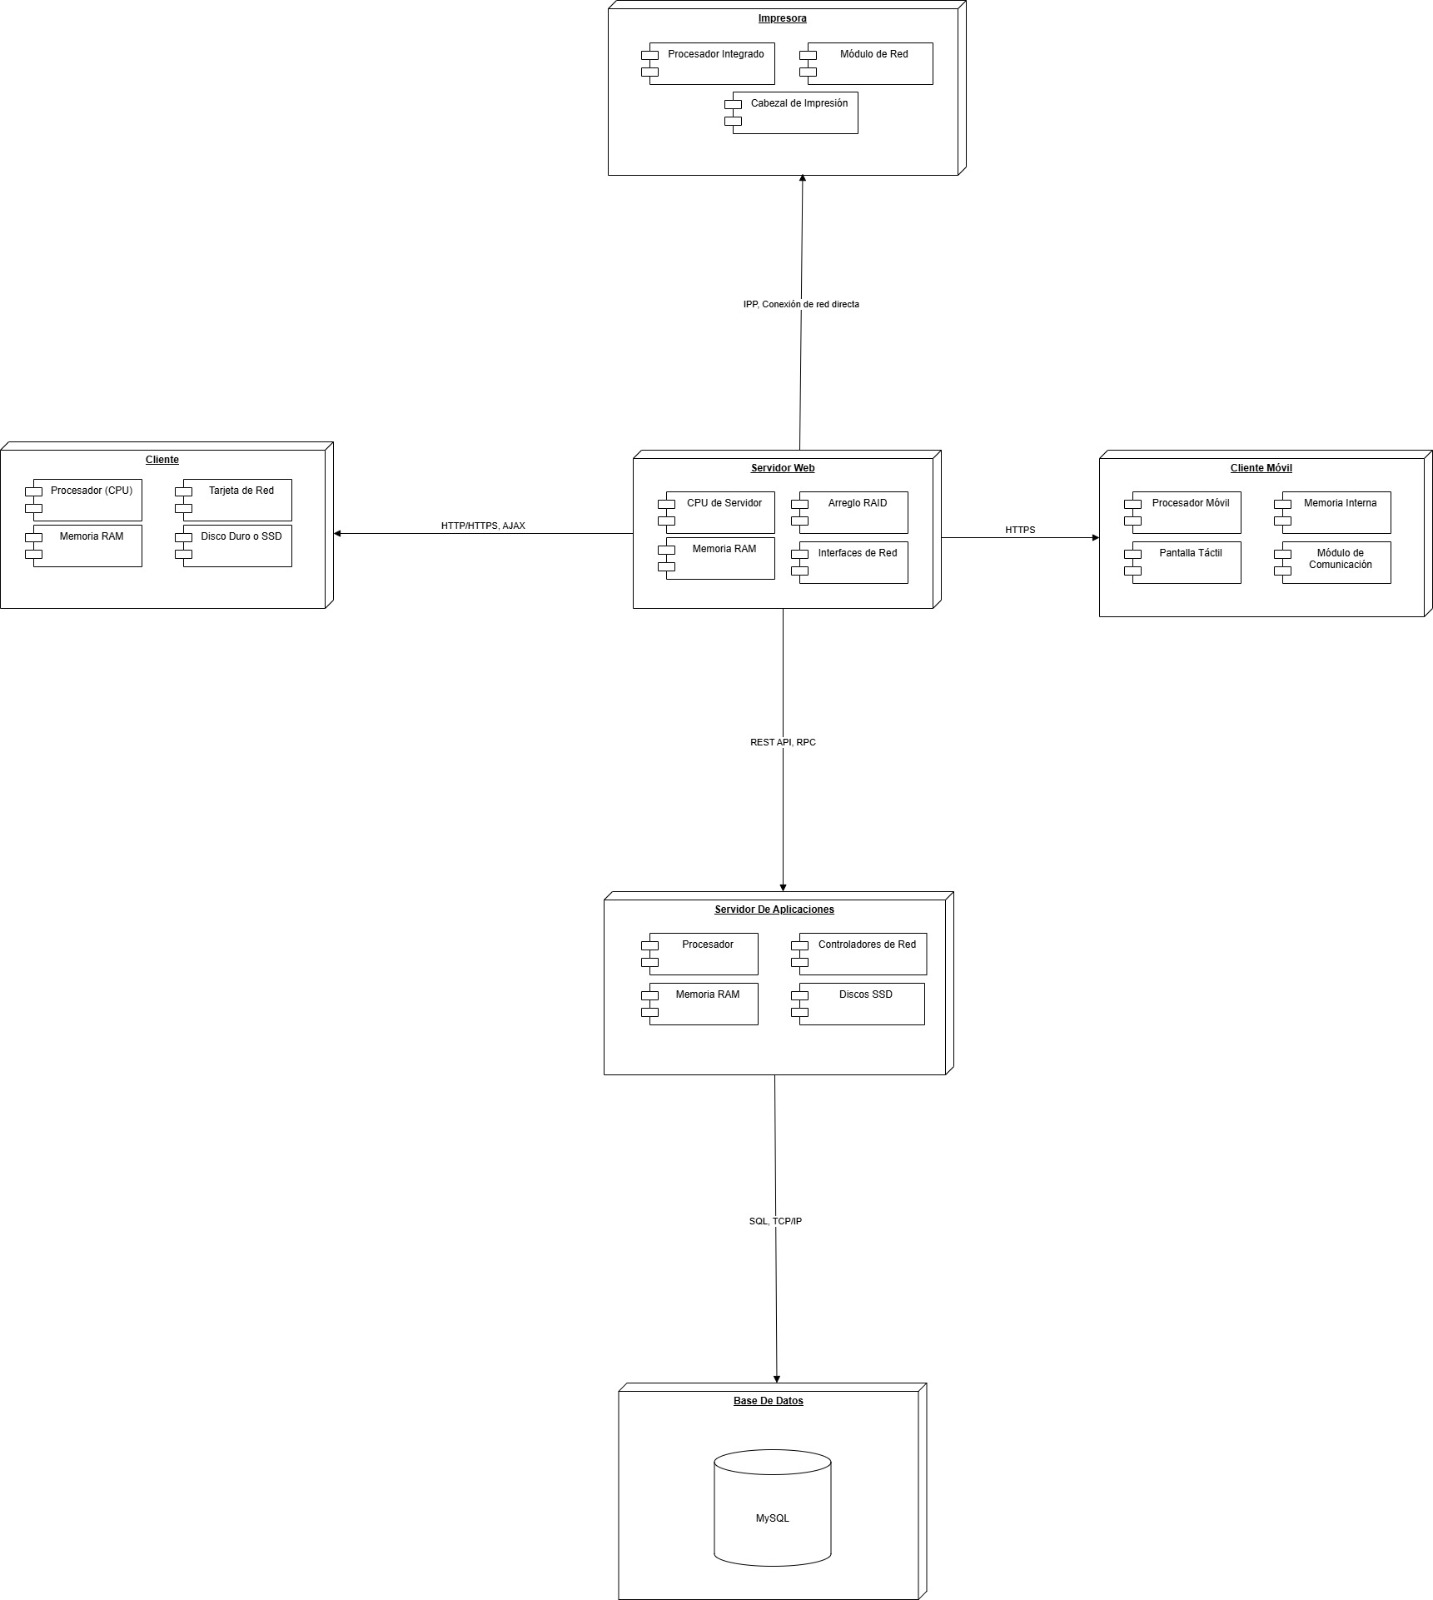 Impresora
Procesador Integrado
Módulo de Red
Cabezal de Impresión
IPP, Conexión de red directa
Cliente
Procesador (CPU)
Tarjeta de Red
Memoria RAM
Disco Duro o SSD
HTTP/HTTPS, AJAX
Servidor Web
CPU de Servidor
Arreglo RAID
Memoria RAM
Interfaces de Red
HTTPS
Cliente Móvil
Procesador Móvil
Memoria Interna
Pantalla Táctil
Módulo de
Comunicación
REST API, RPC
Servidor De Aplicaciones
Procesador
Controladores de Red
Memoria RAM
Discos SSD
SQL, TCP/IP
Base De Datos
MySQL